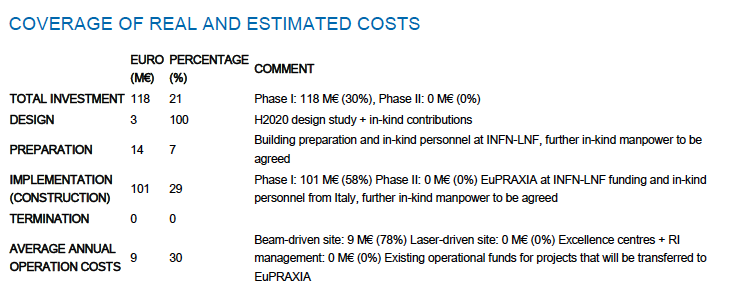 COVERAGE OF REAL AND ESTIMATED COSTS
EURO (M€) PERCENTAGE (%) COMMENT
TOTAL INVESTMENT 118 21 Phase I: 118 M€ (30%), Phase II: 0 M€ (0%)
DESIGN 3 100 H2020 design study + in-kind contributions
PREPARATION 14 7 Building preparation and in-kind personnel at INFN-LNF, further in-kind manpower to be
agreed
IMPLEMENTATION (CONSTRUCTION) 101 29 Phase I: 101 M€ (58%) Phase II: 0 M€ (0%) EuPRAXIA at INFN-LNF funding and in-kind
personnel from Italy, further in-kind manpower to be agreed
TERMINATION 0 0
AVERAGE ANNUAL OPERATION COSTS 9 30 Beam-driven site: 9 M€ (78%) Laser-driven site: 0 M€ (0%) Excellence centres + RI
management: 0 M€ (0%) Existing operational funds for projects that will be transferred to
EuPRAXIA